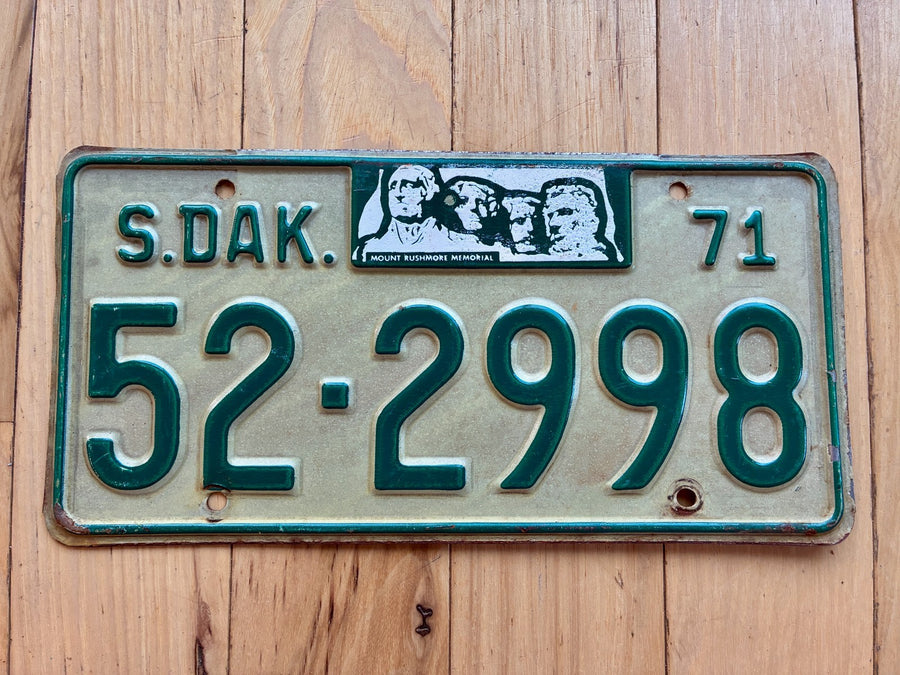 S.DAK. 71
MOUNT RUSHMORE MEMORIAL
52-2998